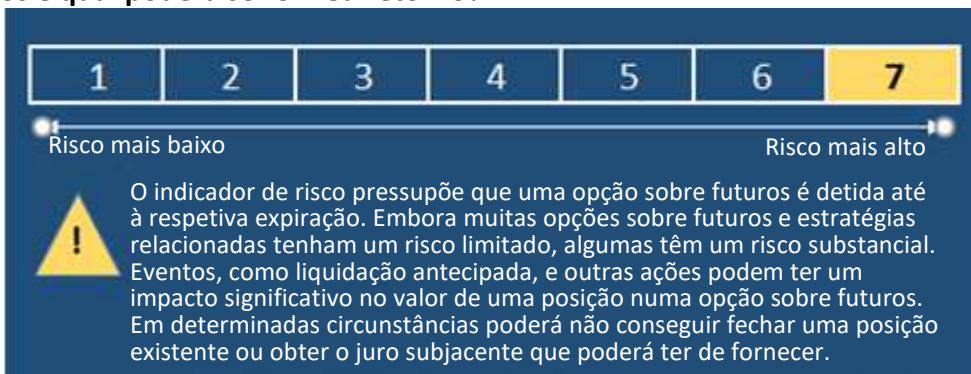 1 2 3 4 5 6 7
Risco mais baixo Risco mais alto
O indicador de risco pressupõe que uma opção sobre futuros é detida até
à respetiva expiração. Embora muitas opções sobre futuros e estratégias
! relacionadas tenham um risco limitado, algumas têm um risco substancial.
Eventos, como liquidação antecipada, e outras ações podem ter um
impacto significativo no valor de uma posição numa opção sobre futuros.
Em determinadas circunstâncias poderá não conseguir fechar uma posição
existente ou obter o juro subjacente que poderá ter de fornecer.